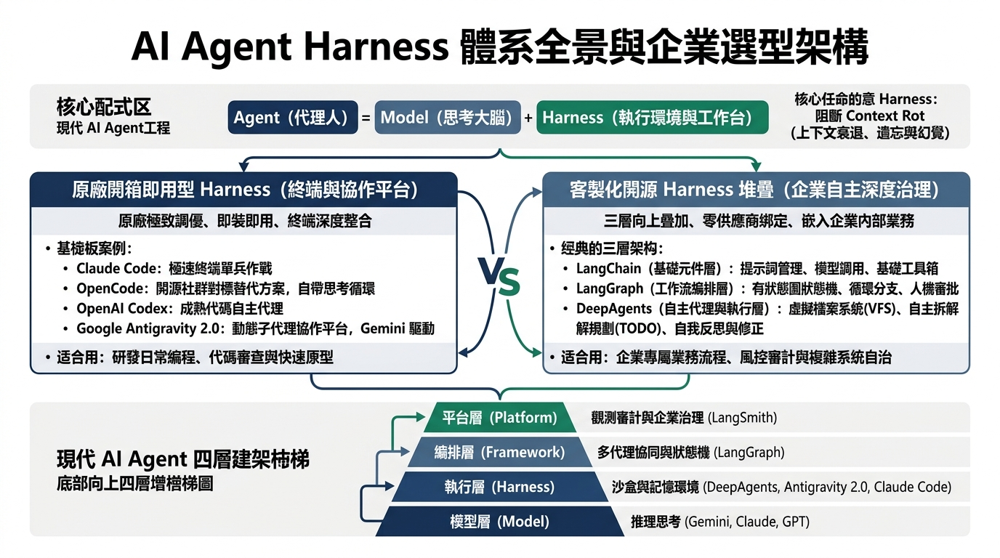 AI Agent Harness 體系全景與企業選型架構
核心配式区
現代 AI Agent工程
Agent（代理人） = Model（思考大腦） + Harness（執行環境與工作台）
核心任命的意 Harness：
阻斷 Context Rot
（上下文衰退、遺忘與幻覺）
原廠開箱即用型 Harness（終端與協作平台）
原廠極致調優、即裝即用、終端深度整合
• 基椪板案例：
• Claude Code：極速終端單兵作戰
• OpenCode：開源社群對標替代方案，自帶思考循環
• OpenAI Codex：成熟代碼自主代理
• Google Antigravity 2.0：動態子代理協作平台，Gemini 驅動
• 适合用：研發日常編程、代碼審查與快速原型
VS
客製化開源 Harness 堆疊（企業自主深度治理）
三層向上疊加、零供應商綁定、嵌入企業內部業務
• 经典的三層架构：
• LangChain（基礎元件層）：提示詞管理、模型調用、基礎工具箱
• LangGraph（工作流编排層）：有狀態圖狀態機、循環分支、人機審批
• DeepAgents（自主代理與執行層）：虛擬檔案系統(VFS)、自主拆解
解規劃(TODO)、自我反思與修正
• 适合用：企業專屬業務流程、風控審計與複雜系統自治
現代 AI Agent 四層建架柿梯
底部向上四層增橙梯圖
平台層 (Platform) 觀測審計與企業治理 (LangSmith)
編排層 (Framework) 多代理協同與狀態機 (LangGraph)
執行層 (Harness) 沙盒與記憶環境 (DeepAgents, Antigravity 2.0, Claude Code)
模型層 (Model) 推理思考 (Gemini, Claude, GPT)